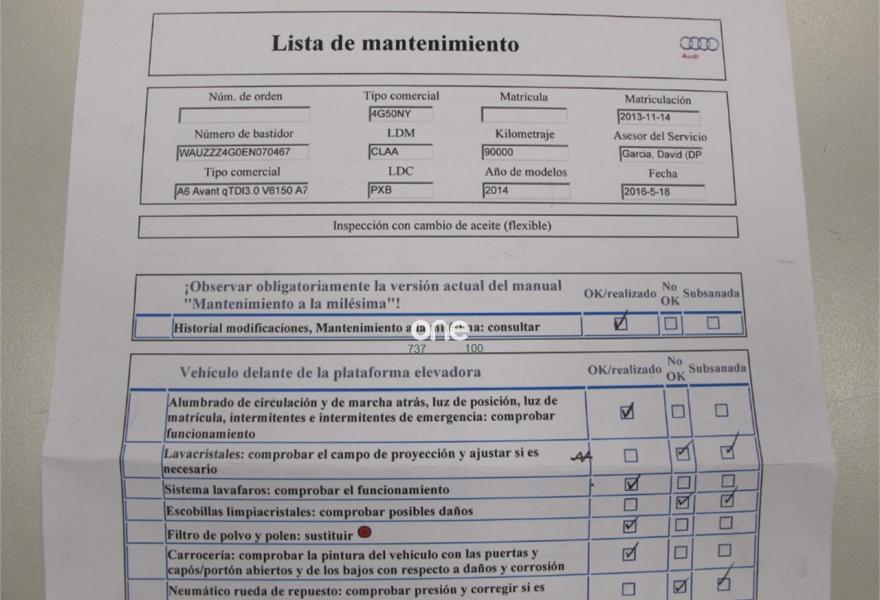 Lista de mantenimiento
Audi
Núm. de orden
Tipo comercial
4G50NY
Matrícula
Matriculación
2013-11-14
Número de bastidor
WAUZZZ4G0EN070467
LDM
CLAA
Kilometraje
90000
Asesor del Servicio
Garcia, David (DP
Tipo comercial
A6 Avant qTDI3.0 V6150 A7
LDC
PXB
Año de modelos
2014
Fecha
2016-5-18
Inspección con cambio de aceite (flexible)
¡Observar obligatoriamente la versión actual del manual
"Mantenimiento a la milésima"!
OK/realizado
No
OK
Subsanada
Historial modificaciones, Mantenimiento a la : consultar
one
737 100
Vehículo delante de la plataforma elevadora
OK/realizado
No
OK
Subsanada
Alumbrado de circulación y de marcha atrás, luz de posición, luz de
matrícula, intermitentes e intermitentes de emergencia: comprobar
funcionamiento
Lavacristales: comprobar el campo de proyección y ajustar si es
necesario
Sistema lavafaros: comprobar el funcionamiento
Escobillas limpiacristales: comprobar posibles daños
Filtro de polvo y polen: sustituir
Carrocería: comprobar la pintura del vehículo con las puertas y
capós/portón abiertos y de los bajos con respecto a daños y corrosión
Neumático rueda de repuesto: comprobar presión y corregir si es